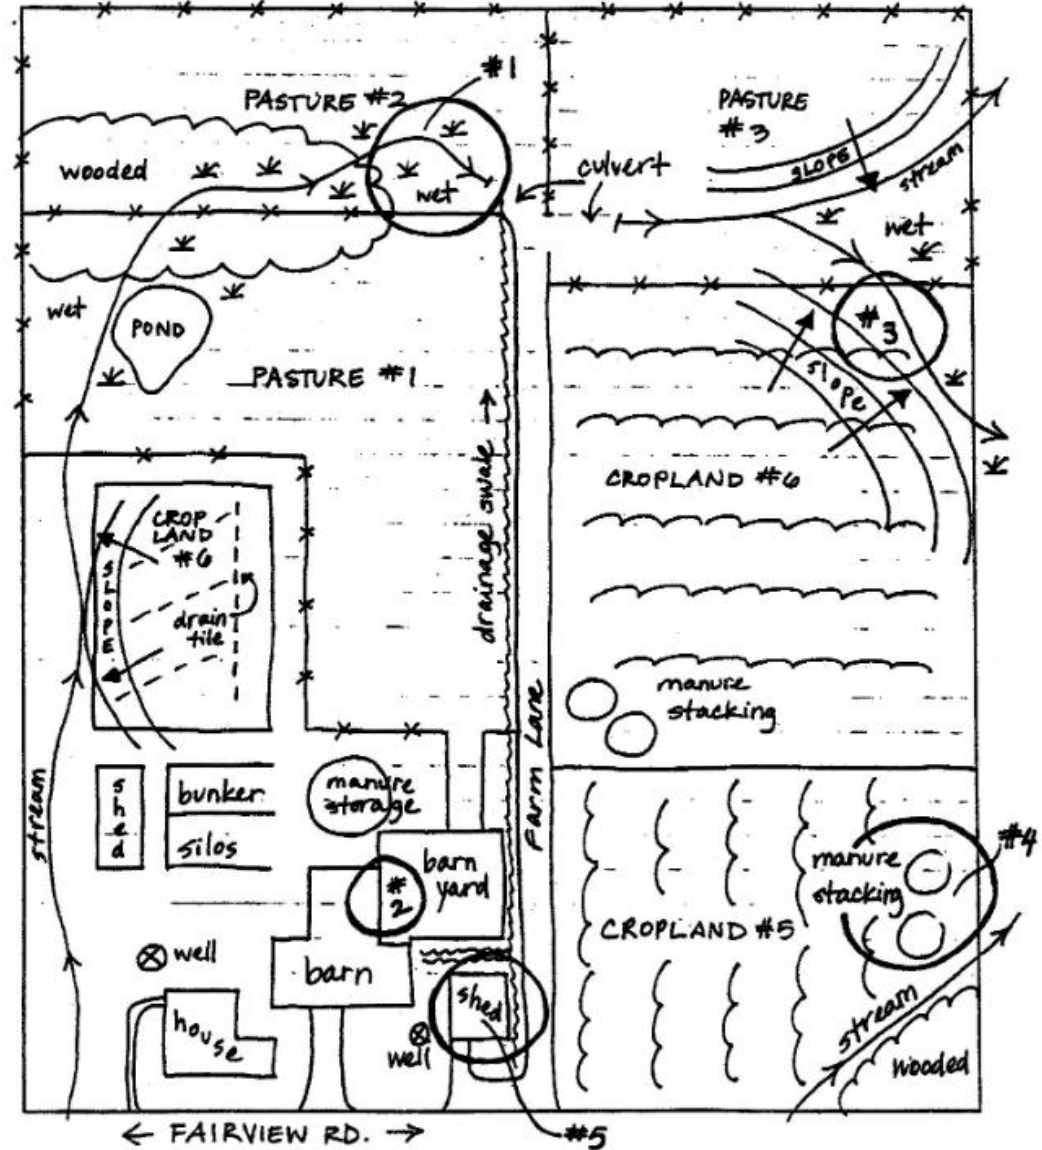 #1
PASTURE #2
PASTURE
#3
wooded
wet
culvert
SLOPE
stream
wet
wet
POND
PASTURE #1
#
3
slope
drainage swale
CROPLAND #6
CROP
LAND
#6
SLOPE
drain
tile
manure
stacking
Farm Lane
stream
shed
bunker
silos
manure
storage
barn
yard
#
2
#4
manure
stacking
CROPLAND #5
well
barn
shed
house
well
stream
wooded
FAIRVIEW RD.
#5